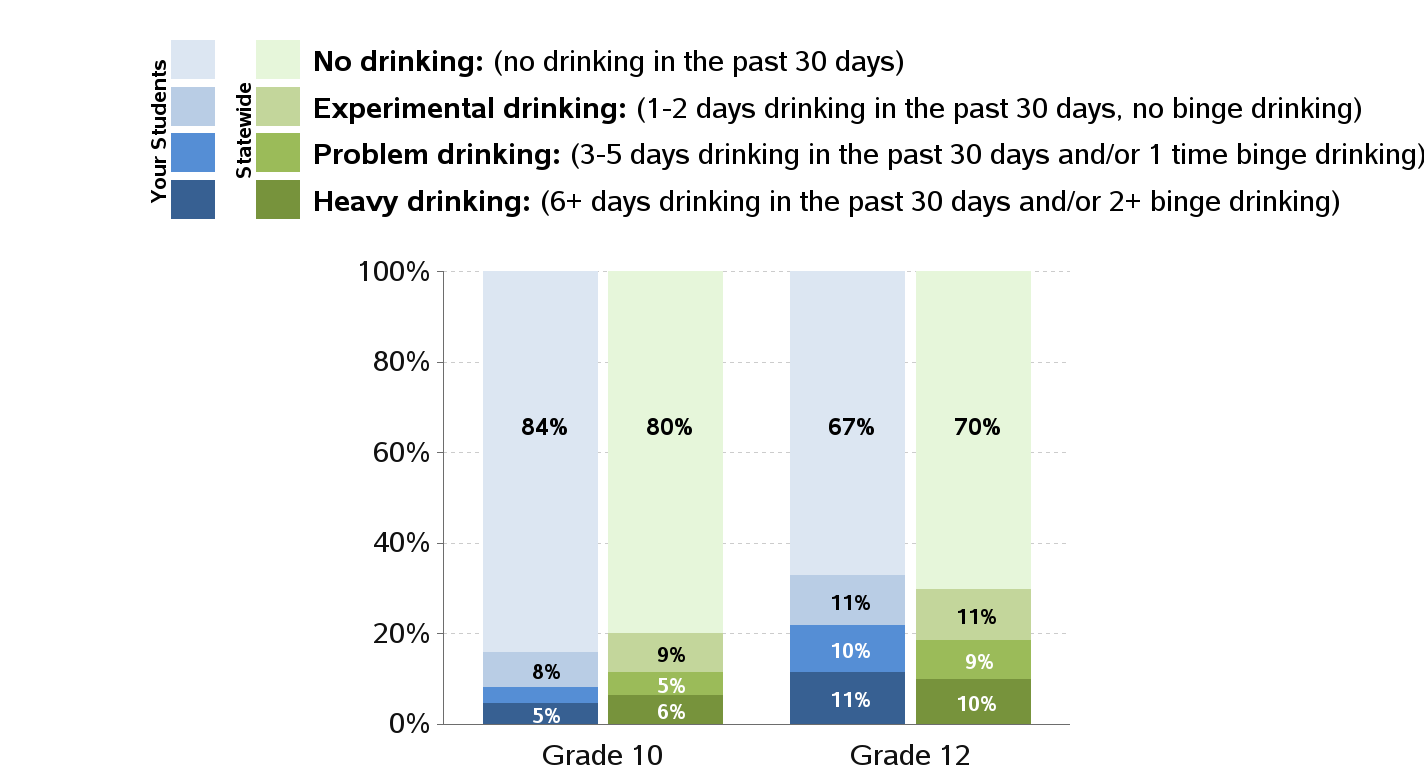 Your Students
Statewide
No drinking: (no drinking in the past 30 days)
Experimental drinking: (1-2 days drinking in the past 30 days, no binge drinking)
Problem drinking: (3-5 days drinking in the past 30 days and/or 1 time binge drinking)
Heavy drinking: (6+ days drinking in the past 30 days and/or 2+ binge drinking)
100%
80%
60%
40%
20%
0%
84%
80%
67%
70%
8%
9%
11%
11%
5%
10%
9%
5%
6%
11%
10%
Grade 10
Grade 12